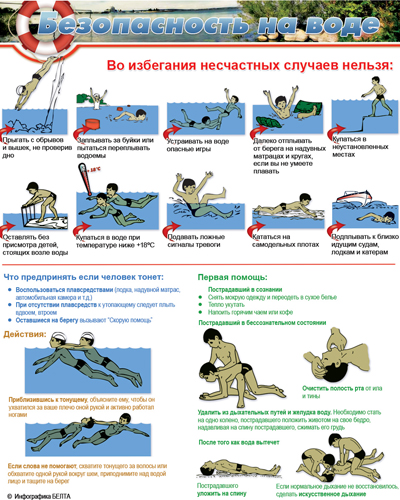 Безопасность на воде
Во избегания несчастных случаев нельзя:
Прыгать с обрывов
и вышек, не проверив
дно
Заплывать за буйки или
пытаться переплывать
водоемы
Устраивать на воде
опасные игры
Далеко отплывать
от берега на надувных
матрацах и кругах,
если вы не умеете
плавать
Купаться в
неустановленных
местах
< 18°C
Оставлять без
присмотра детей,
стоящих возле воды
Купаться в воде при
температуре ниже +18°С
Подавать ложные
сигналы тревоги
Кататься на
самодельных плотах
Подплывать к близко
идущим судам,
лодкам и катерам
Что предпринять если человек тонет:
Воспользоваться плавсредствами (лодка, надувной матрас,
автомобильная камера и т.д.)
При отсутствии плавсредств к утопающему следует плыть
вдвоем, втроем
Оставшиеся на берегу вызывают "Скорую помощь"
Действия:
Приблизившись к тонущему, объясните ему, чтобы он
ухватился за ваше плечо одной рукой и активно работал
ногами
Если слова не помогают, схватите тонущего за волосы или
обхватите одной рукой вокруг шеи, приподнимите над водой
лицо и тащите на берег
© Инфографика БЕЛТА
Первая помощь:
Пострадавший в сознании
Снять мокрую одежду и переодеть в сухое белье
Тепло укутать
Напоить горячим чаем или кофе
Пострадавший в бессознательном состоянии
Очистить полость рта от ила
и тины
Удалить из дыхательных путей и желудка воду. Необходимо стать
на одно колено, пострадавшего положить животом на свое бедро,
надавливая на спину пострадавшего, сжимать его грудь
После того как вода вытечет
Пострадавшего
уложить на спину
Если нормальное дыхание не восстановилось,
сделать искусственное дыхание